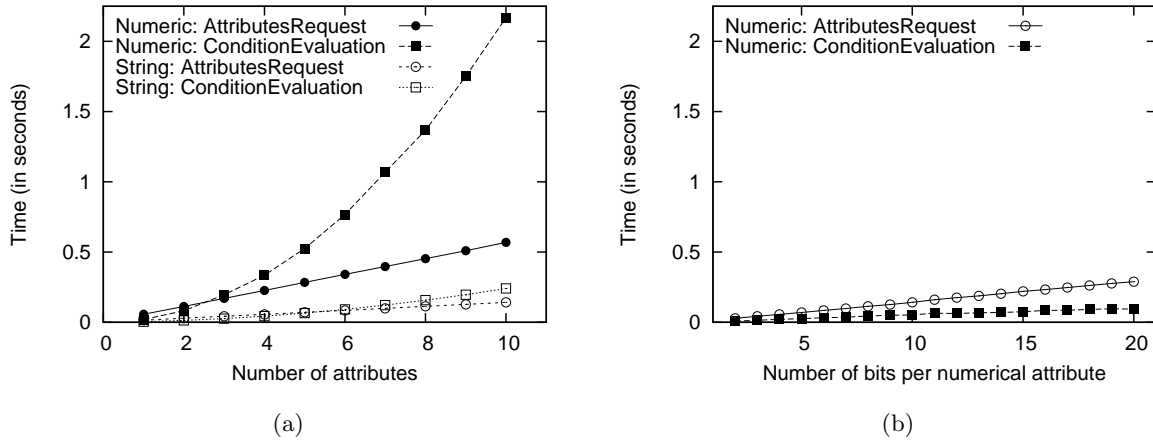 Numeric: AttributesRequest
Numeric: ConditionEvaluation
String: AttributesRequest
String: ConditionEvaluation
2
1.5
1
0.5
0
0 2 4 6 8 10
Time (in seconds)
Number of attributes
(a)
Numeric: AttributesRequest
Numeric: ConditionEvaluation
2
1.5
1
0.5
0
5 10 15 20
Time (in seconds)
Number of bits per numerical attribute
(b)